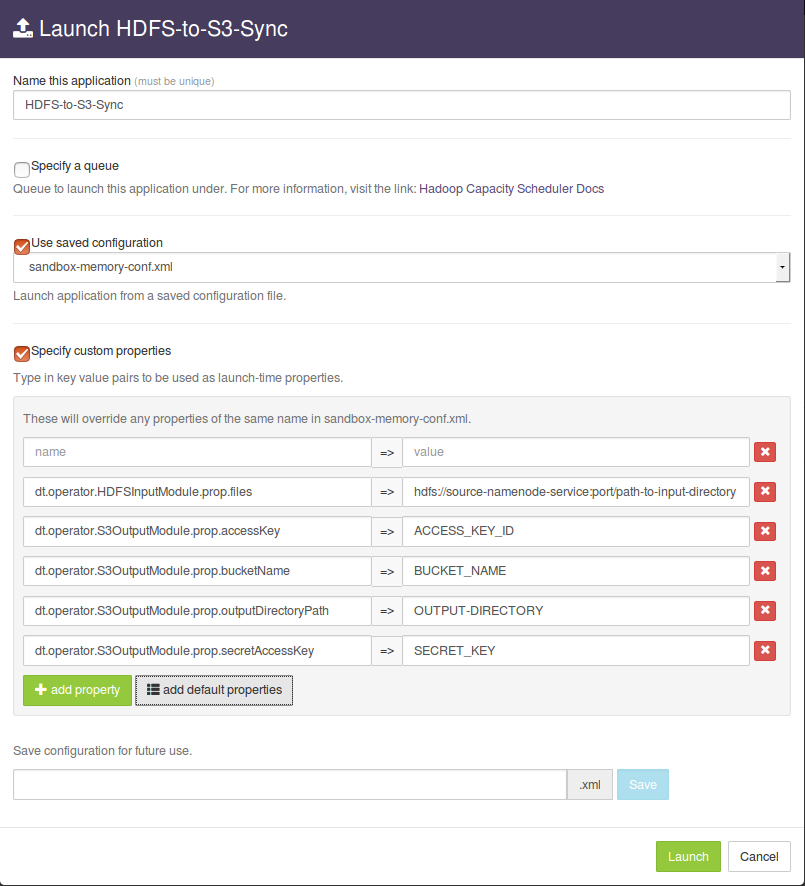 Launch HDFS-to-S3-Sync
Name this application (must be unique)
HDFS-to-S3-Sync
Specify a queue
Queue to launch this application under. For more information, visit the link: Hadoop Capacity Scheduler Docs
Use saved configuration
sandbox-memory-conf.xml
Launch application from a saved configuration file.
Specify custom properties
Type in key value pairs to be used as launch-time properties.
These will override any properties of the same name in sandbox-memory-conf.xml.
name => value
dt.operator.HDFSInputModule.prop.files => hdfs://source-namenode-service:port/path-to-input-directory
dt.operator.S3OutputModule.prop.accessKey => ACCESS_KEY_ID
dt.operator.S3OutputModule.prop.bucketName => BUCKET_NAME
dt.operator.S3OutputModule.prop.outputDirectoryPath => OUTPUT-DIRECTORY
dt.operator.S3OutputModule.prop.secretAccessKey => SECRET_KEY
add property add default properties
Save configuration for future use.
.xml Save
Launch Cancel